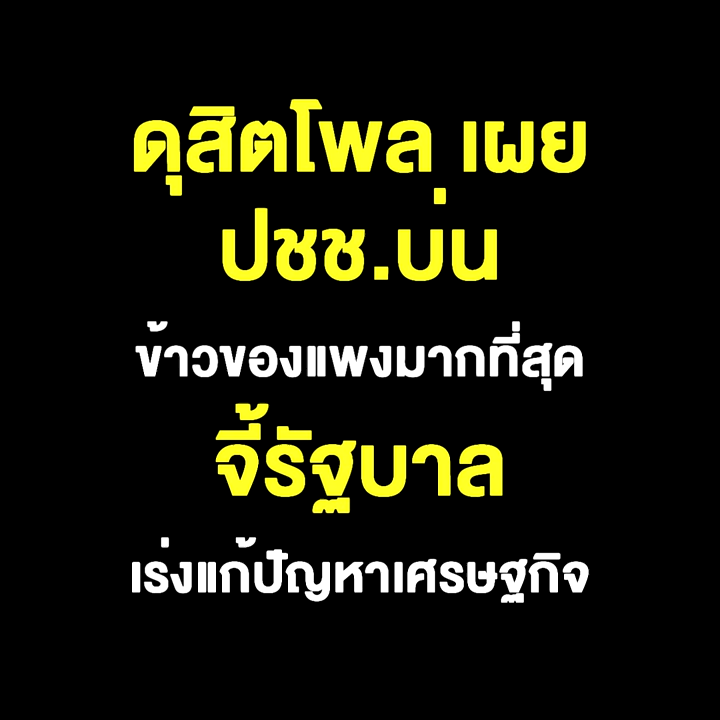 ดุสิตโพล เผย
ปชช.บ่น
ข้าวของแพงมากที่สุด
จี้รัฐบาล
เร่งแก้ปัญหาเศรษฐกิจ